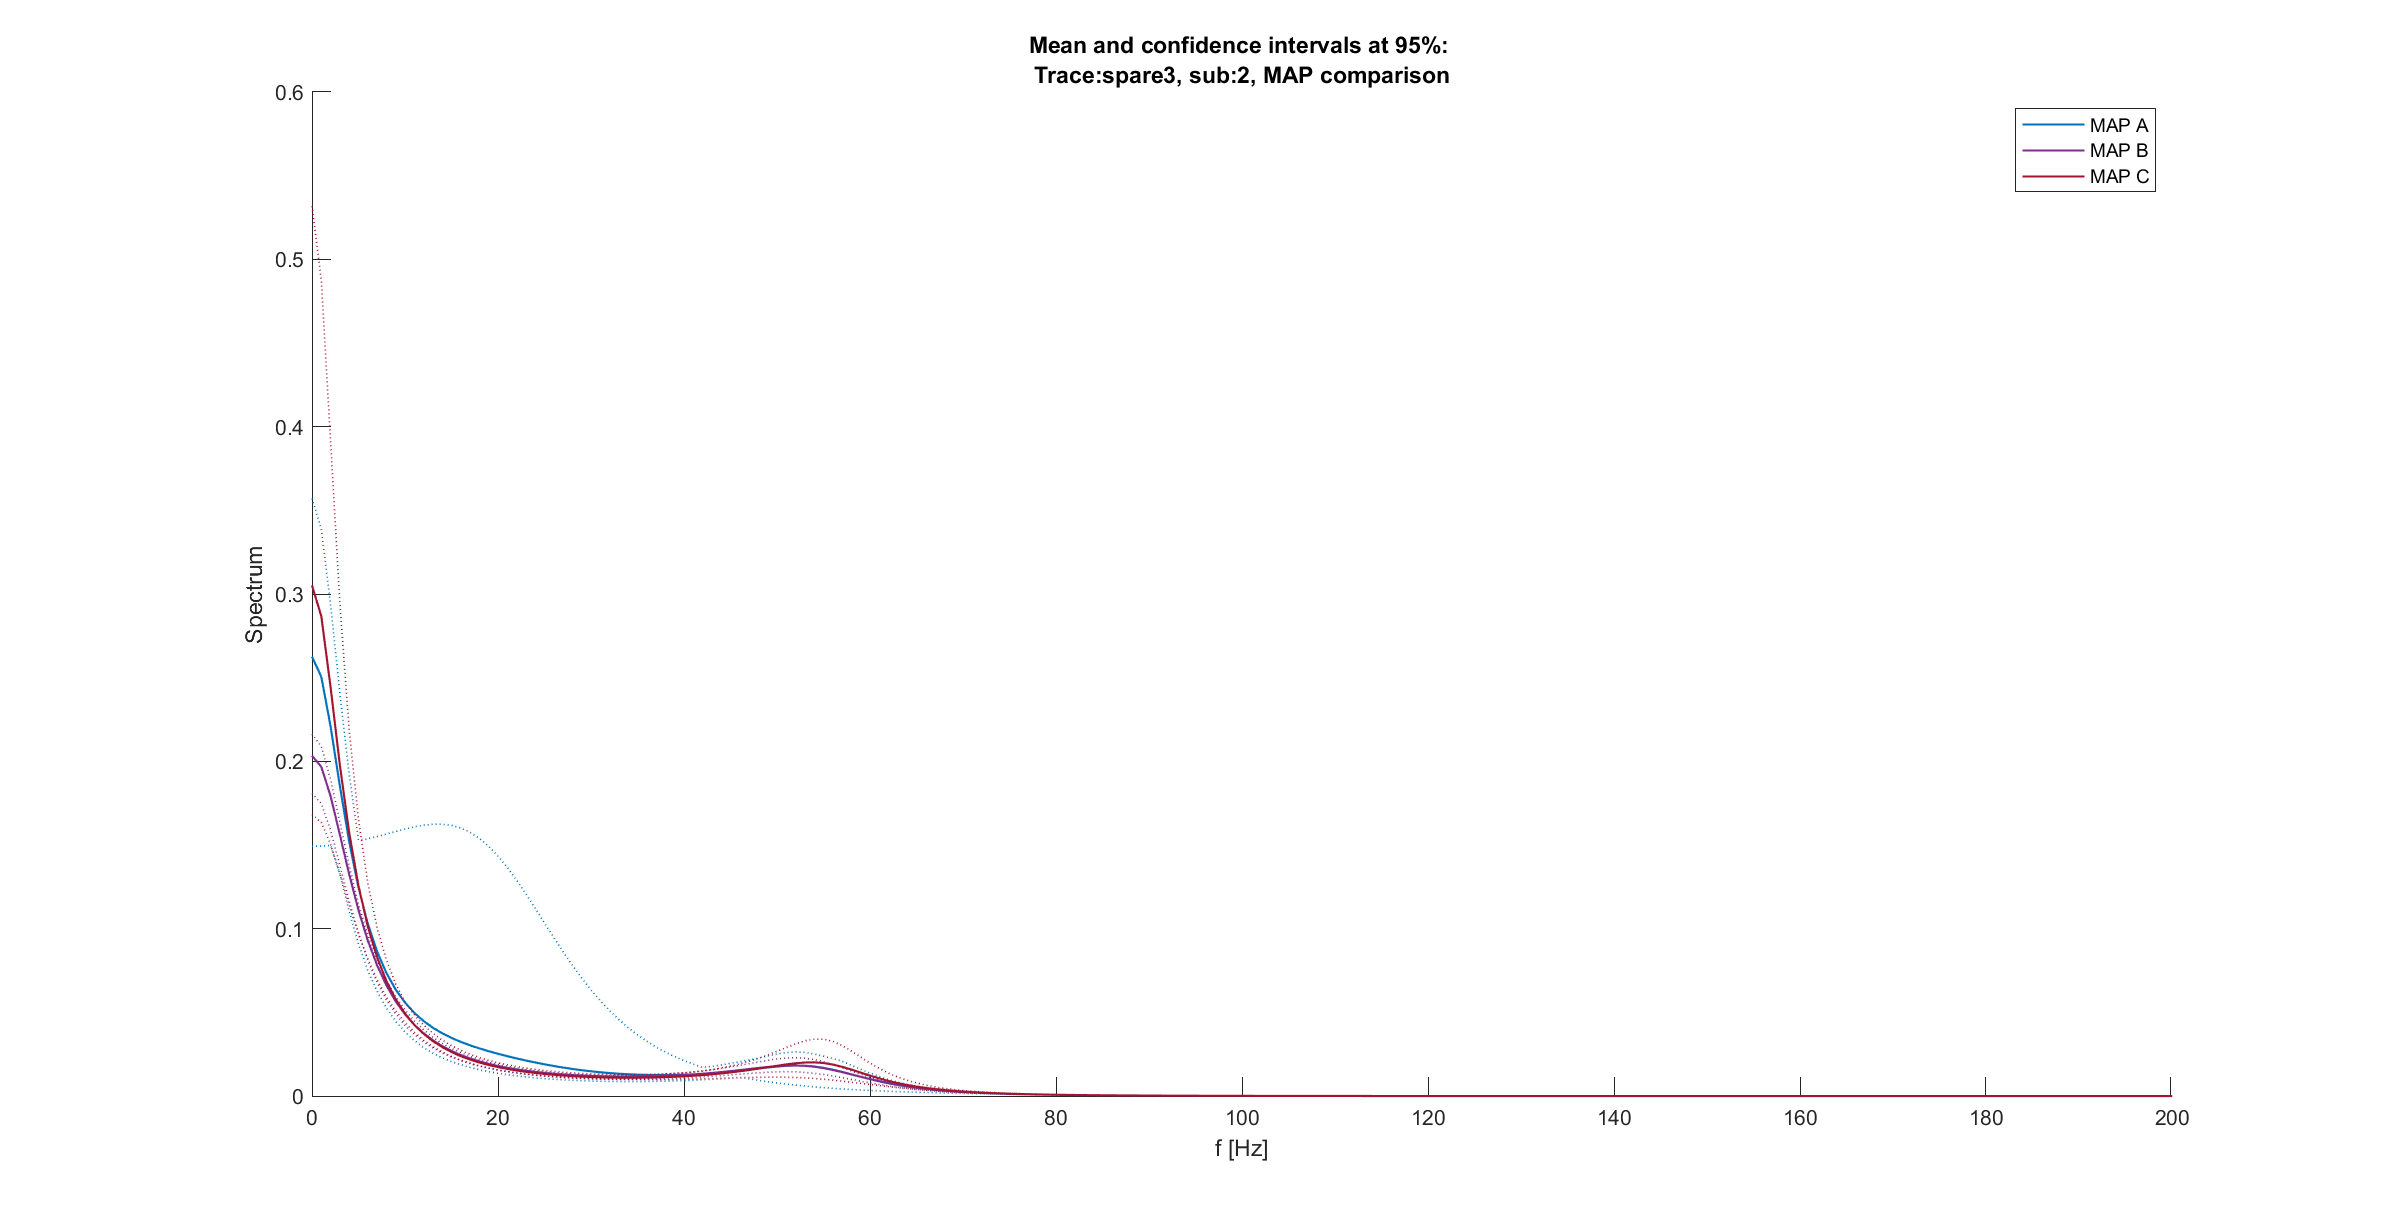 Mean and confidence intervals at 95%:
Trace:spare3, sub:2, MAP comparison
MAP A
MAP B
MAP C
0.6
0.5
0.4
0.3
0.2
0.1
0
Spectrum
0 20 40 60 80 100 120 140 160 180 200
f [Hz]